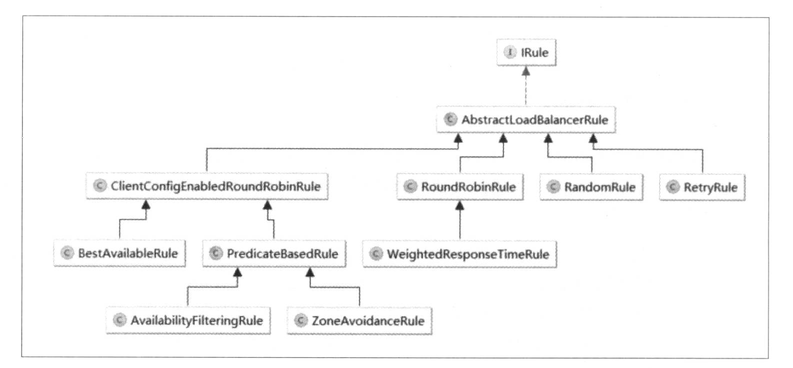 I IRule
C AbstractLoadBalancerRule
C ClientConfigEnabledRoundRobinRule
C RoundRobinRule
C RandomRule
C RetryRule
C BestAvailableRule
C PredicateBasedRule
C WeightedResponseTimeRule
C AvailabilityFilteringRule
C ZoneAvoidanceRule